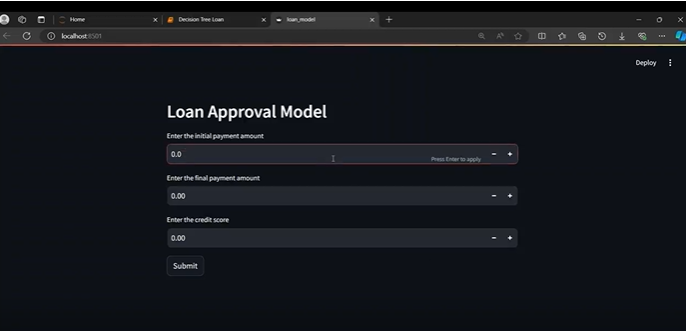 Home
Decision Tree Loan
loan_model
localhost:8501
Deploy
Loan Approval Model
Enter the initial payment amount
0.0
Press Enter to apply
Enter the final payment amount
0.00
Enter the credit score
0.00
Submit